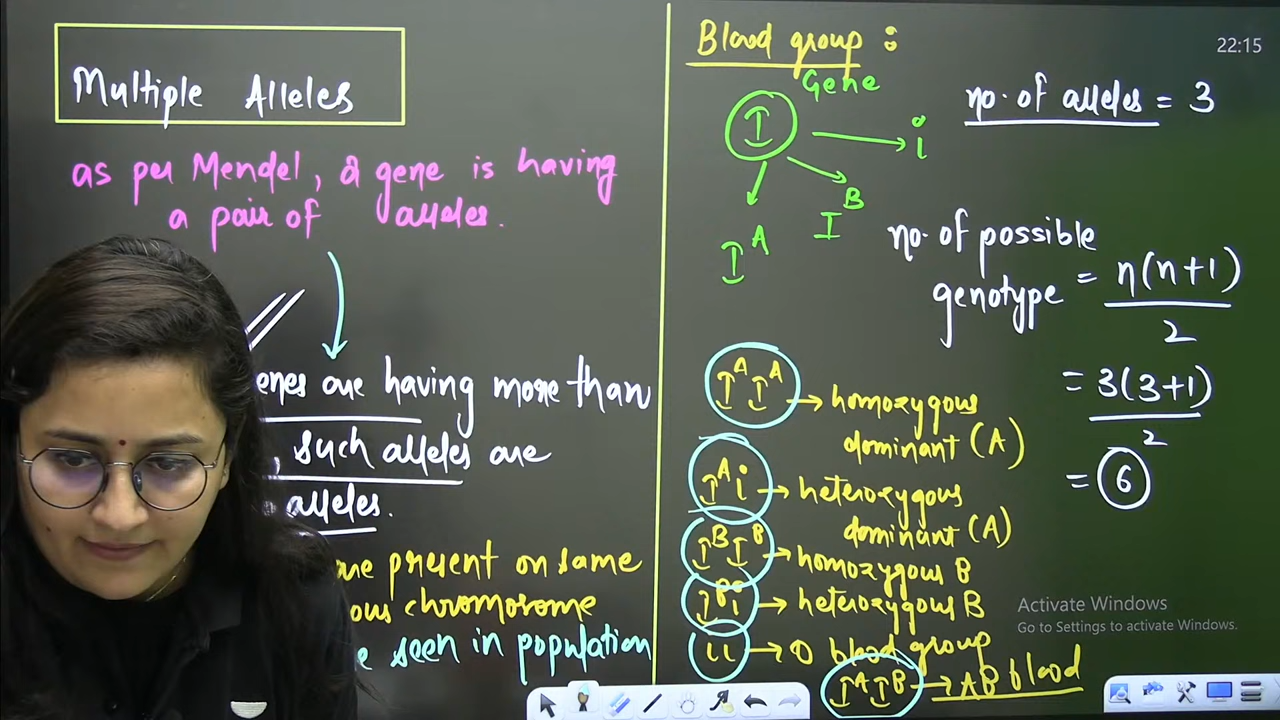 Multiple Alleles
as per Mendel, a gene is having
a pair of alleles.
enes are having more than
, such alleles are
alleles.
are present on same
ous chromosome
e seen in population
Blood group :
Gene
I
i
I^B
I^A
22:15
no. of alleles = 3
no. of possible
genotype = n(n+1)
2
= 3(3+1)
2
= 6
I^A I^A → homozygous
dominant (A)
I^A i → heterozygous
dominant (A)
I^B I^B → homozygous B
I^B i → heterozygous B
ii → O blood group
I^A I^B → AB blood
Activate Windows
Go to Settings to activate Windows.